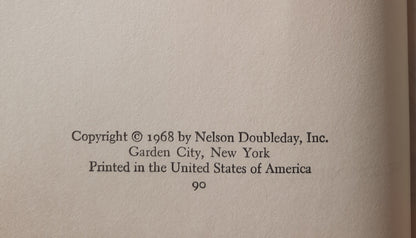 Copyright © 1968 by Nelson Doubleday, Inc.
Garden City, New York
Printed in the United States of America
90